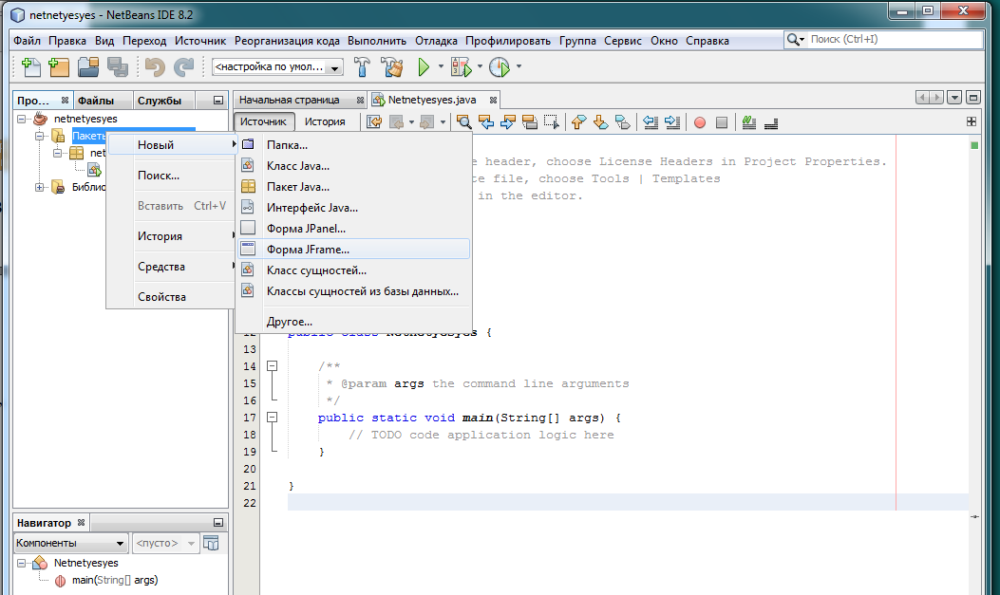 netnetyesyes - NetBeans IDE 8.2
Файл Правка Вид Переход Источник Реорганизация кода Выполнить Отладка Профилировать Группа Сервис Окно Справка
Поиск (Ctrl+I)
<настройка по умол...
Про... Файлы Службы
Начальная страница Netnetyesyes.java
Источник История
netnetyesyes
Пакеты
net
Библио
Новый
Поиск...
Вставить Ctrl+V
История
Средства
Свойства
Папка...
Класс Java...
Пакет Java...
Интерфейс Java...
Форма JPanel...
Форма JFrame...
Класс сущностей...
Классы сущностей из базы данных...
Другое...
e header, choose License Headers in Project Properties.
te file, choose Tools | Templates
in the editor.
12 public class Netnetyesyes {
13
14 /**
15 * @param args the command line arguments
16 */
17 public static void main(String[] args) {
18 // TODO code application logic here
19 }
20
21 }
22
Навигатор
Компоненты <пусто>
Netnetyesyes
main(String[] args)